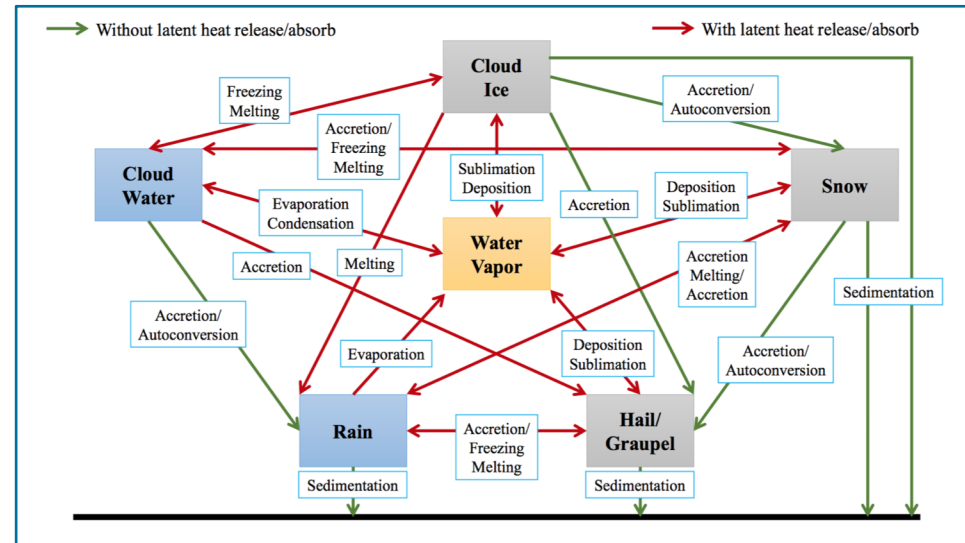 Without latent heat release/absorb
With latent heat release/absorb
Cloud
Ice
Freezing
Melting
Accretion/
Autoconversion
Accretion/
Freezing
Melting
Cloud
Water
Sublimation
Deposition
Snow
Deposition
Sublimation
Evaporation
Condensation
Accretion
Water
Vapor
Accretion
Melting
Accretion
Melting/
Accretion
Sedimentation
Accretion/
Autoconversion
Evaporation
Deposition
Sublimation
Accretion/
Autoconversion
Rain
Accretion/
Freezing
Melting
Hail/
Graupel
Sedimentation
Sedimentation